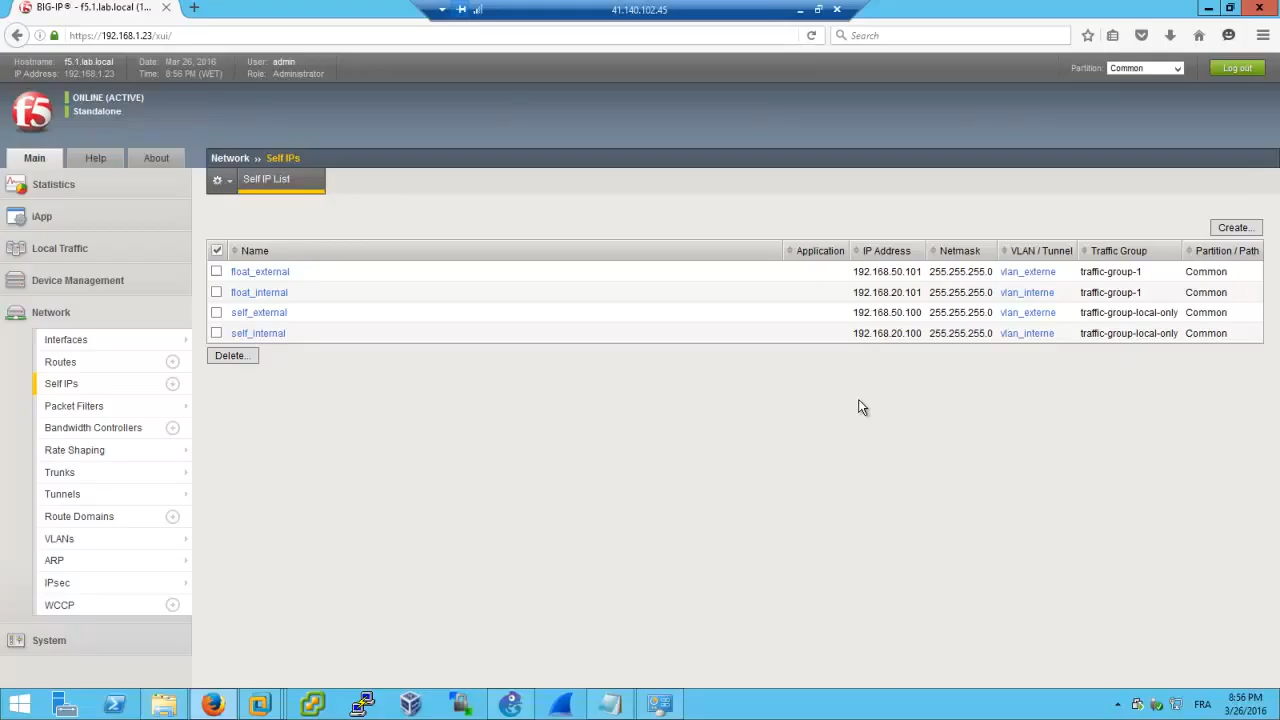 BIG-IP® - f5.1.lab.local (1...
41.140.102.45
https://192.168.1.23/xui/
Search
Hostname: f5.1.lab.local Date: Mar 26, 2016 User: admin
IP Address: 192.168.1.23 Time: 8:56 PM (WET) Role: Administrator
Partition: Common
Log out
f5
ONLINE (ACTIVE)
Standalone
Main
Help
About
Network ›› Self IPs
Self IP List
Statistics
iApp
Local Traffic
Device Management
Network
Interfaces
Routes
Self IPs
Packet Filters
Bandwidth Controllers
Rate Shaping
Trunks
Tunnels
Route Domains
VLANs
ARP
IPsec
WCCP
System
Create...
Name Application IP Address Netmask VLAN / Tunnel Traffic Group Partition / Path
float_external 192.168.50.101 255.255.255.0 vlan_externe traffic-group-1 Common
float_internal 192.168.20.101 255.255.255.0 vlan_interne traffic-group-1 Common
self_external 192.168.50.100 255.255.255.0 vlan_externe traffic-group-local-only Common
self_internal 192.168.20.100 255.255.255.0 vlan_interne traffic-group-local-only Common
Delete...
FRA
8:56 PM
3/26/2016